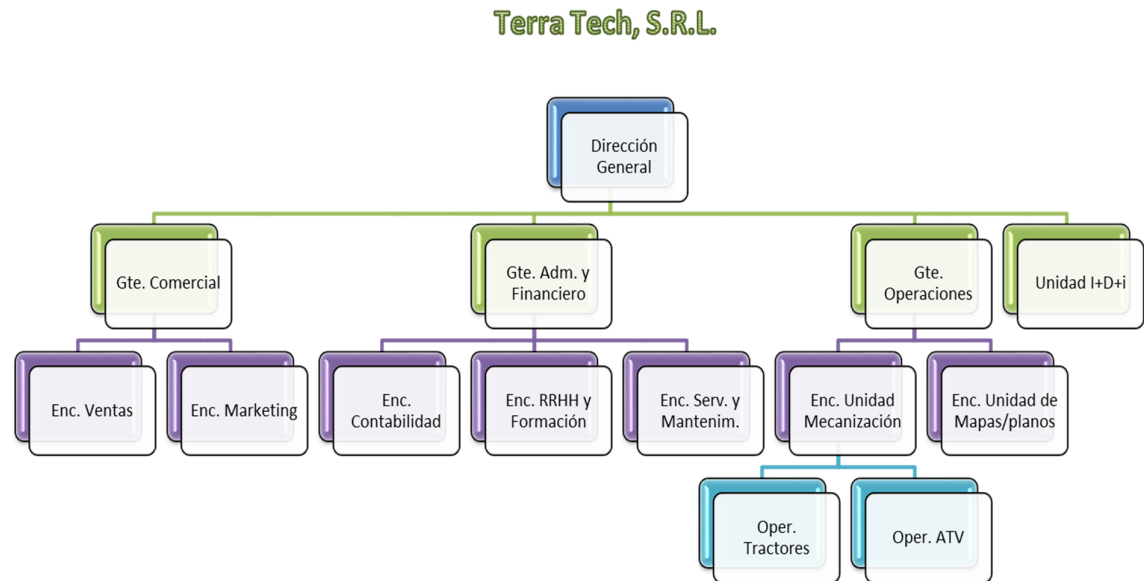 Terra Tech, S.R.L.
Dirección
General
Gte. Comercial
Gte. Adm. y
Financiero
Gte.
Operaciones
Unidad I+D+i
Enc. Ventas
Enc. Marketing
Enc.
Contabilidad
Enc. RRHH y
Formación
Enc. Serv. y
Mantenim.
Enc. Unidad
Mecanización
Enc. Unidad de
Mapas/planos
Oper.
Tractores
Oper. ATV